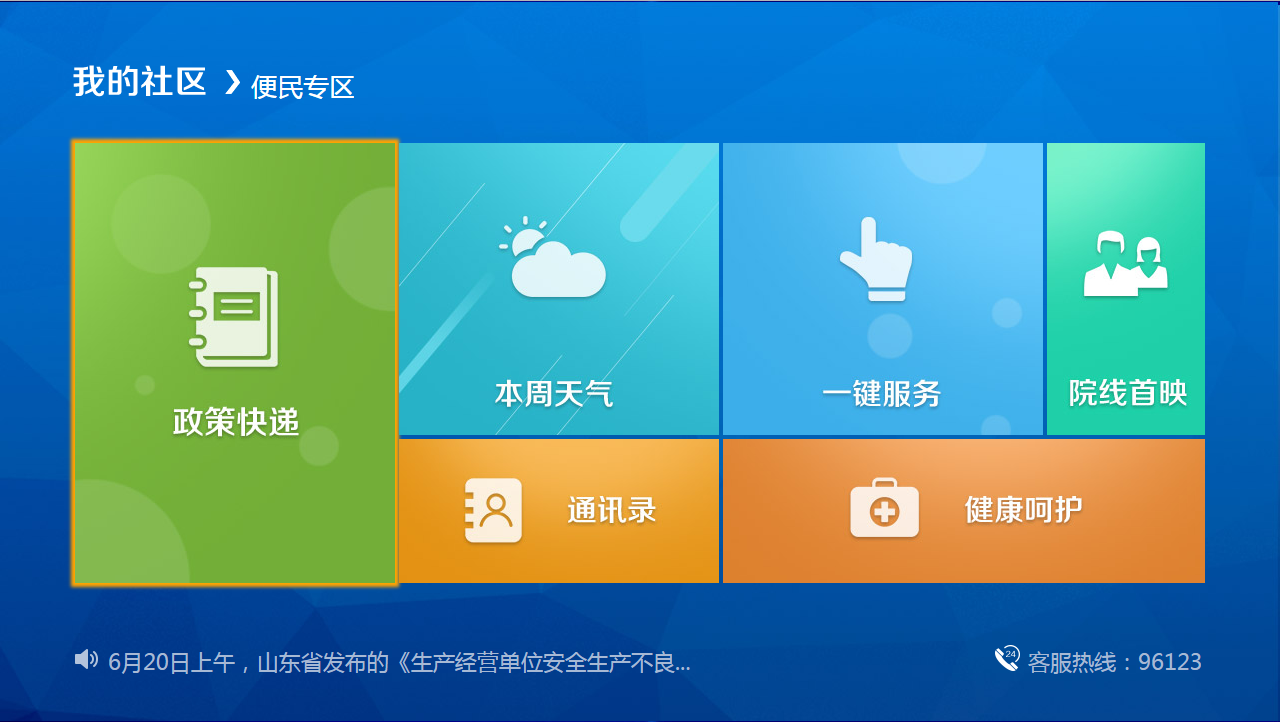 我的社区 ❯ 便民专区
政策快递
本周天气
一键服务
院线首映
通讯录
健康呵护
6月20日上午，山东省发布的《生产经营单位安全生产不良...
24
客服热线：96123